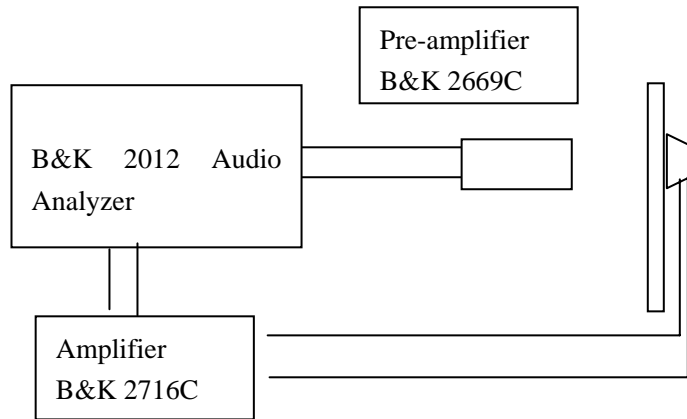 Pre-amplifier
B&K 2669C
B&K 2012 Audio
Analyzer
Amplifier
B&K 2716C